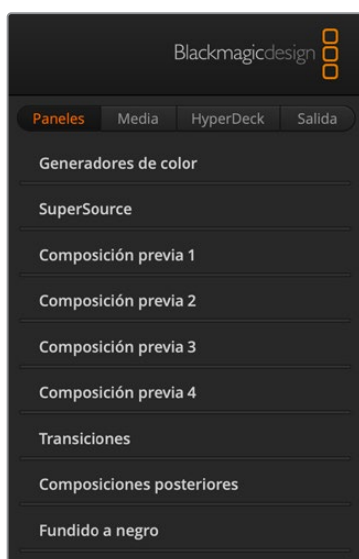 Blackmagicdesign
Paneles Media HyperDeck Salida
Generadores de color
SuperSource
Composición previa 1
Composición previa 2
Composición previa 3
Composición previa 4
Transiciones
Composiciones posteriores
Fundido a negro